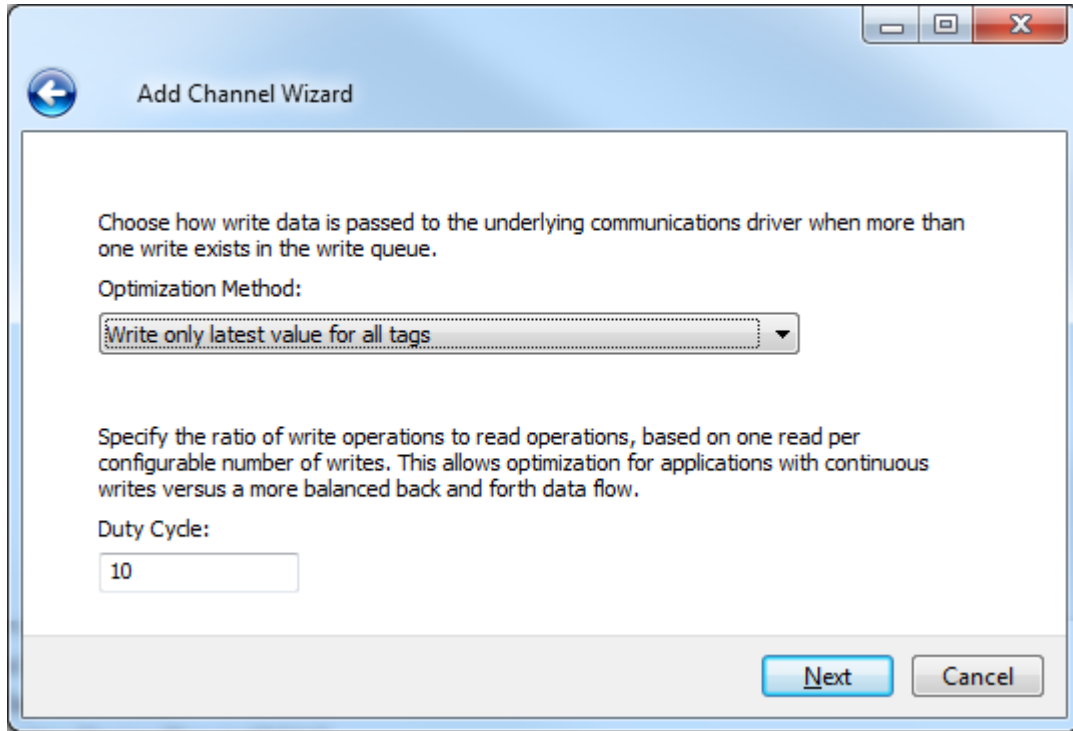 Add Channel Wizard
Choose how write data is passed to the underlying communications driver when more than
one write exists in the write queue.
Optimization Method:
Write only latest value for all tags
Specify the ratio of write operations to read operations, based on one read per
configurable number of writes. This allows optimization for applications with continuous
writes versus a more balanced back and forth data flow.
Duty Cycle:
10
Next
Cancel